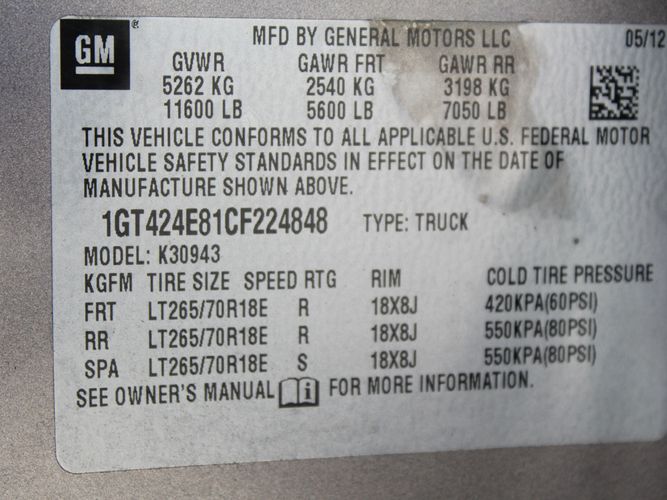 GM ®
MFD BY GENERAL MOTORS LLC 05/12
GVWR GAWR FRT GAWR RR
5262 KG 2540 KG 3198 KG
11600 LB 5600 LB 7050 LB
THIS VEHICLE CONFORMS TO ALL APPLICABLE U.S. FEDERAL MOTOR
VEHICLE SAFETY STANDARDS IN EFFECT ON THE DATE OF
MANUFACTURE SHOWN ABOVE.
1GT424E81CF224848 TYPE: TRUCK
MODEL: K30943
KGFM TIRE SIZE SPEED RTG RIM COLD TIRE PRESSURE
FRT LT265/70R18E R 18X8J 420KPA(60PSI)
RR LT265/70R18E R 18X8J 550KPA(80PSI)
SPA LT265/70R18E S 18X8J 550KPA(80PSI)
SEE OWNER'S MANUAL FOR MORE INFORMATION.